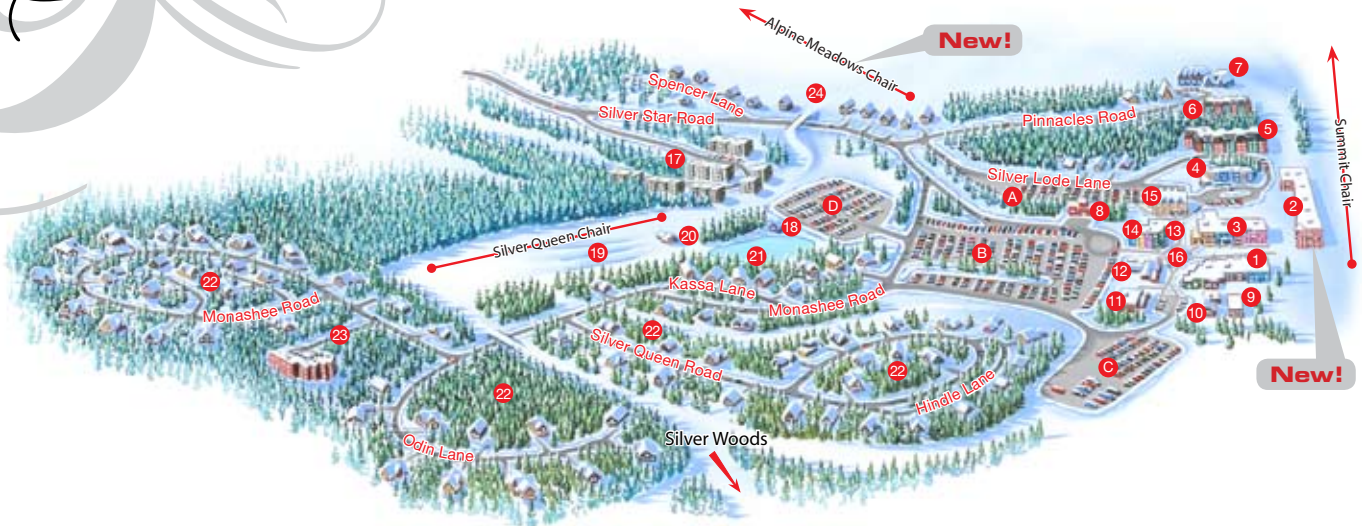 New!
Alpine Meadows Chair
7
24
Spencer Lane
Silver Star Road
Pinnacles Road
6
5
Summit Chair
17
Silver Lode Lane
4
A
15
8
2
D
18
14
13
3
Silver Queen Chair
20
19
21
B
16
1
12
Kassa Lane
22
Monashee Road
Monashee Road
11
10
9
23
22
Silver Queen Road
22
C
New!
22
Hindle Lane
Odin Lane
Silver Woods